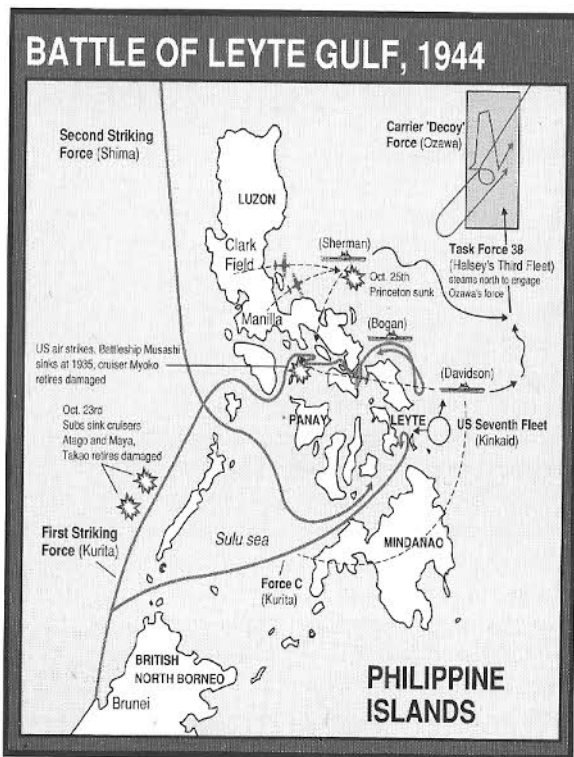 BATTLE OF LEYTE GULF, 1944
Second Striking
Force (Shima)
Carrier 'Decoy'
Force (Ozawa)
LUZON
Clark
Field
(Sherman)
Task Force 38
(Halsey's Third Fleet)
steams north to engage
Ozawa's force
Oct. 25th
Princeton sunk
Manilla
(Bogan)
US air strikes, Battleship Musashi
sinks at 1935, cruiser Myoko
retires damaged
(Davidson)
Oct. 23rd
Subs sink cruisers
Atago and Maya,
Takao retires damaged
PANAY
LEYTE
US Seventh Fleet
(Kinkaid)
First Striking
Force (Kurita)
Sulu sea
MINDANAO
Force C
(Kurita)
BRITISH
NORTH BORNEO
Brunei
PHILIPPINE
ISLANDS